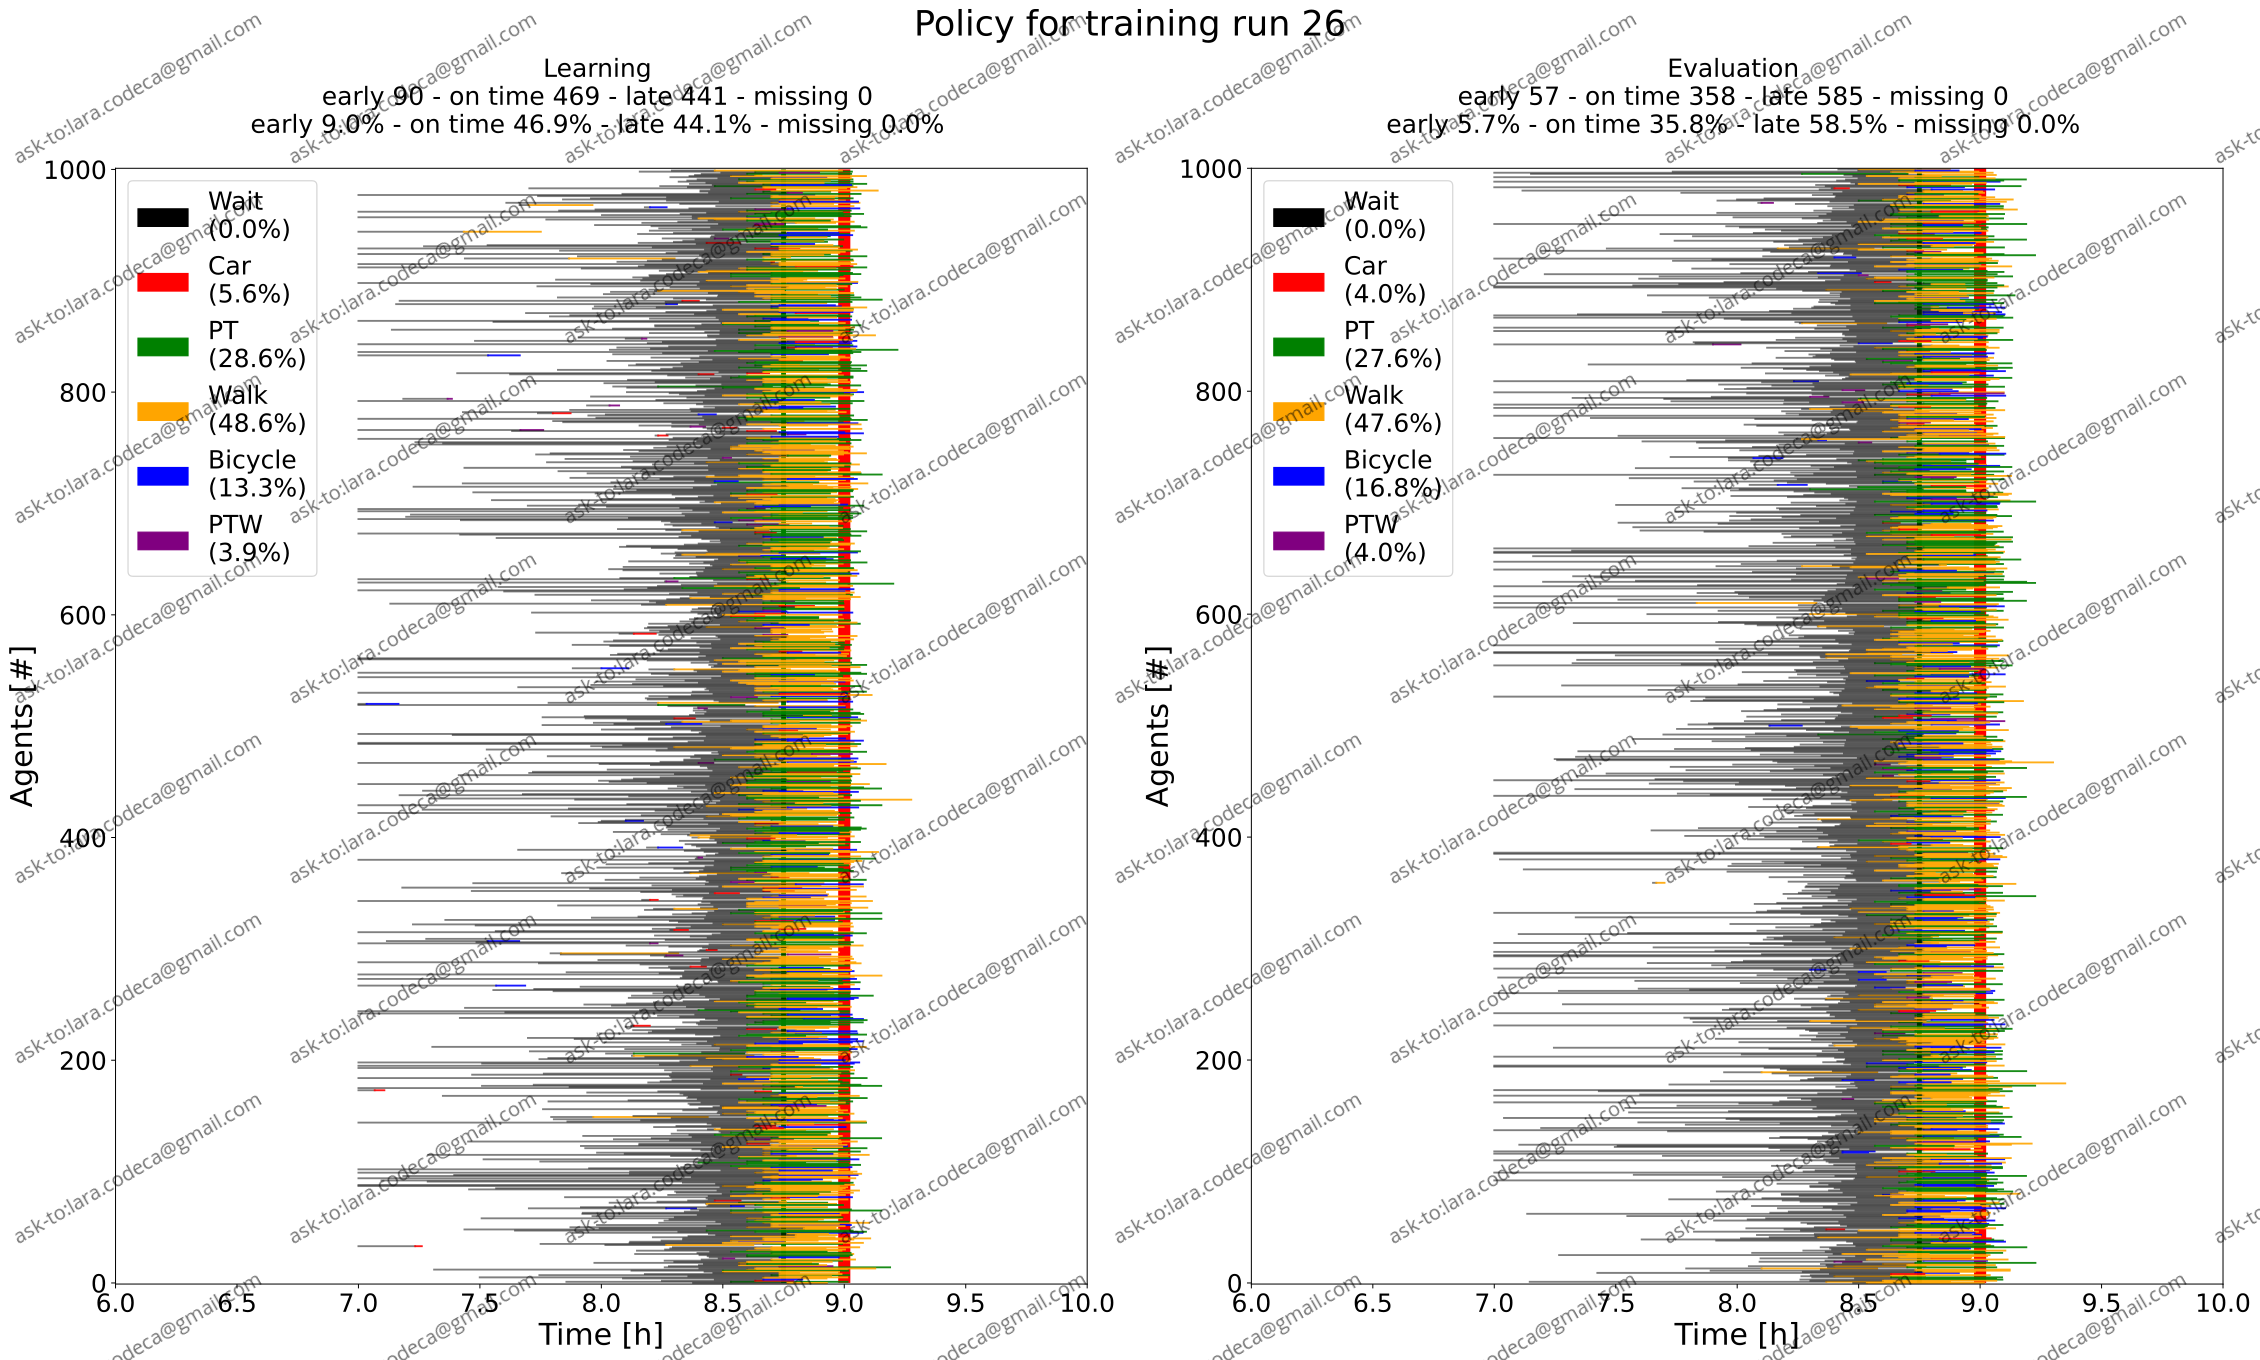 Policy for training run 26
Learning
early 90 - on time 469 - late 441 - missing 0
early 9.0% - on time 46.9% - late 44.1% - missing 0.0%
Wait
(0.0%)
Car
(5.6%)
PT
(28.6%)
Walk
(48.6%)
Bicycle
(13.3%)
PTW
(3.9%)
1000
800
600
400
200
0
Agents [#]
6.0 6.5 7.0 7.5 8.0 8.5 9.0 9.5 10.0
Time [h]
Evaluation
early 57 - on time 358 - late 585 - missing 0
early 5.7% - on time 35.8% - late 58.5% - missing 0.0%
Wait
(0.0%)
Car
(4.0%)
PT
(27.6%)
Walk
(47.6%)
Bicycle
(16.8%)
PTW
(4.0%)
1000
800
600
400
200
0
Agents [#]
6.0 6.5 7.0 7.5 8.0 8.5 9.0 9.5 10.0
Time [h]
ask-to:lara.codeca@gmail.com